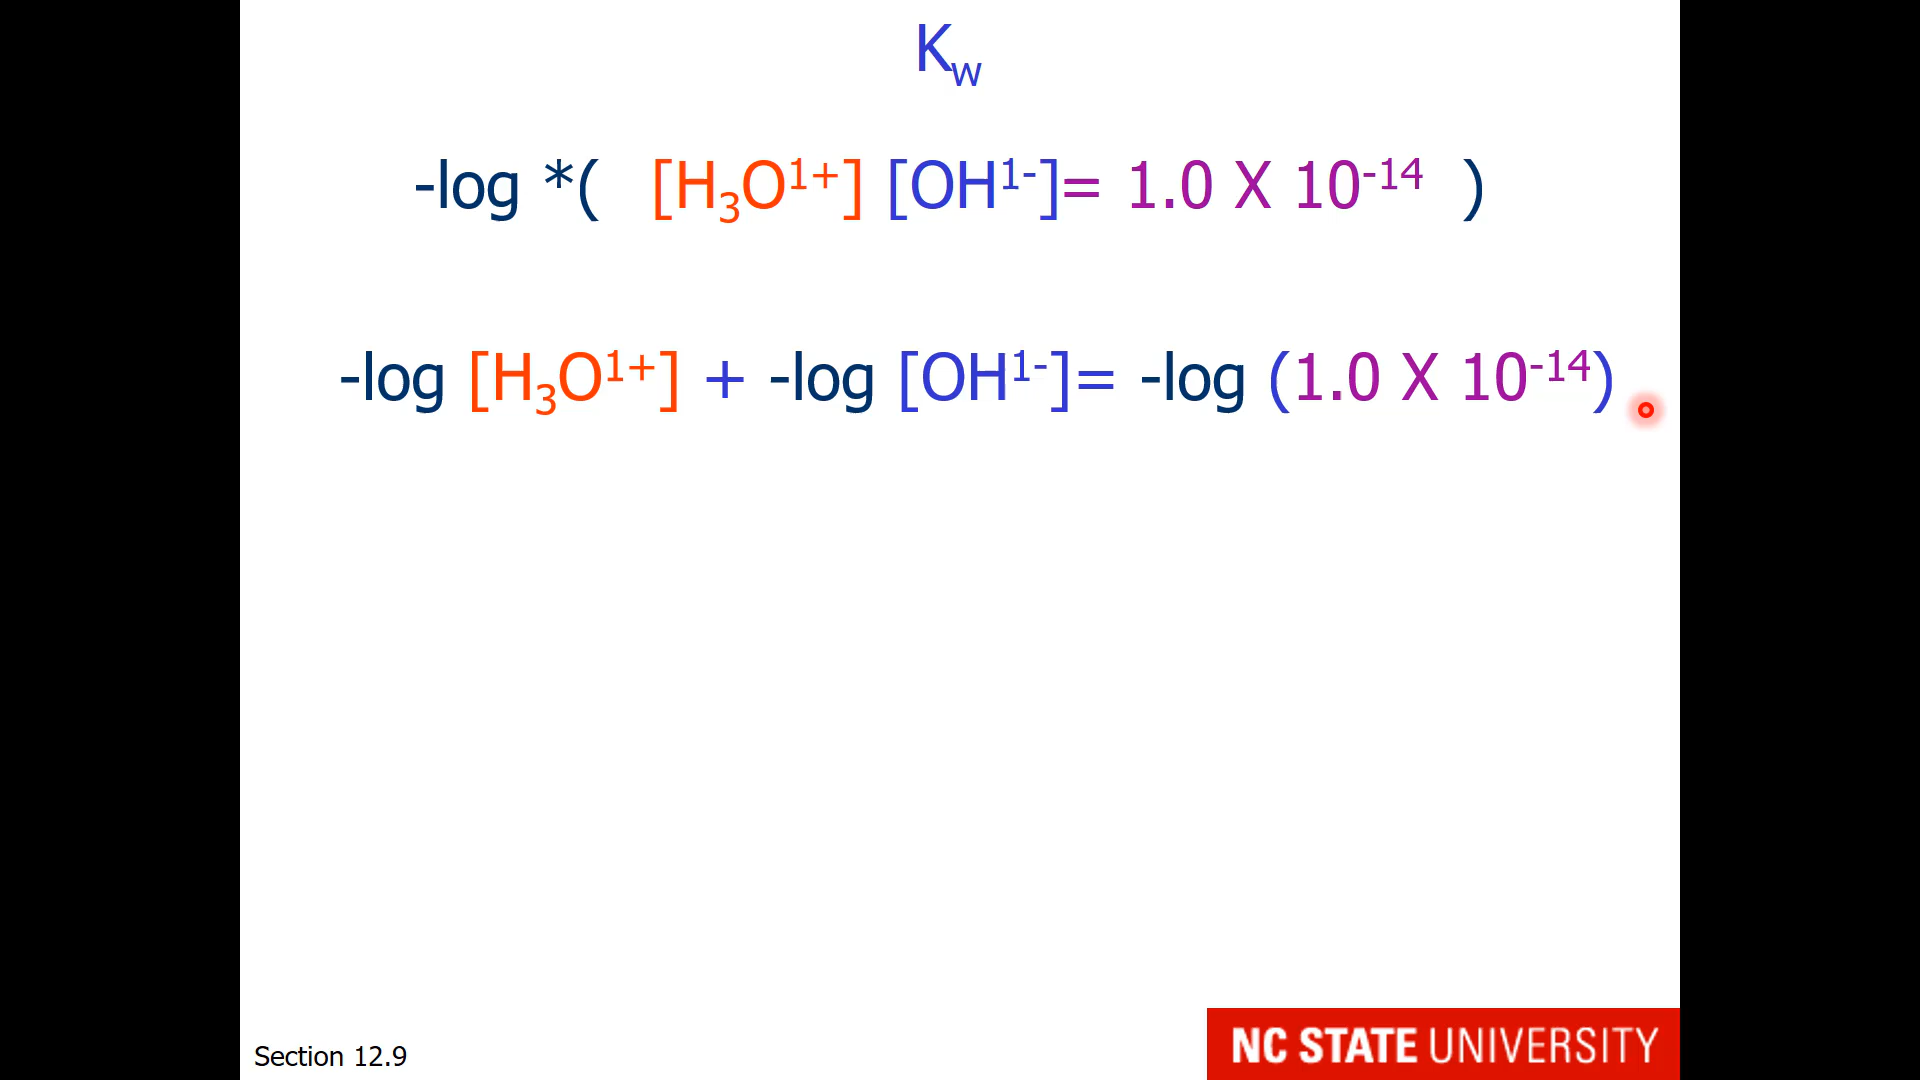 K_w
-log *( [H₃O¹⁺] [OH¹⁻]= 1.0 X 10⁻¹⁴ )
-log [H₃O¹⁺] + -log [OH¹⁻]= -log (1.0 X 10⁻¹⁴)
Section 12.9
NC STATE UNIVERSITY